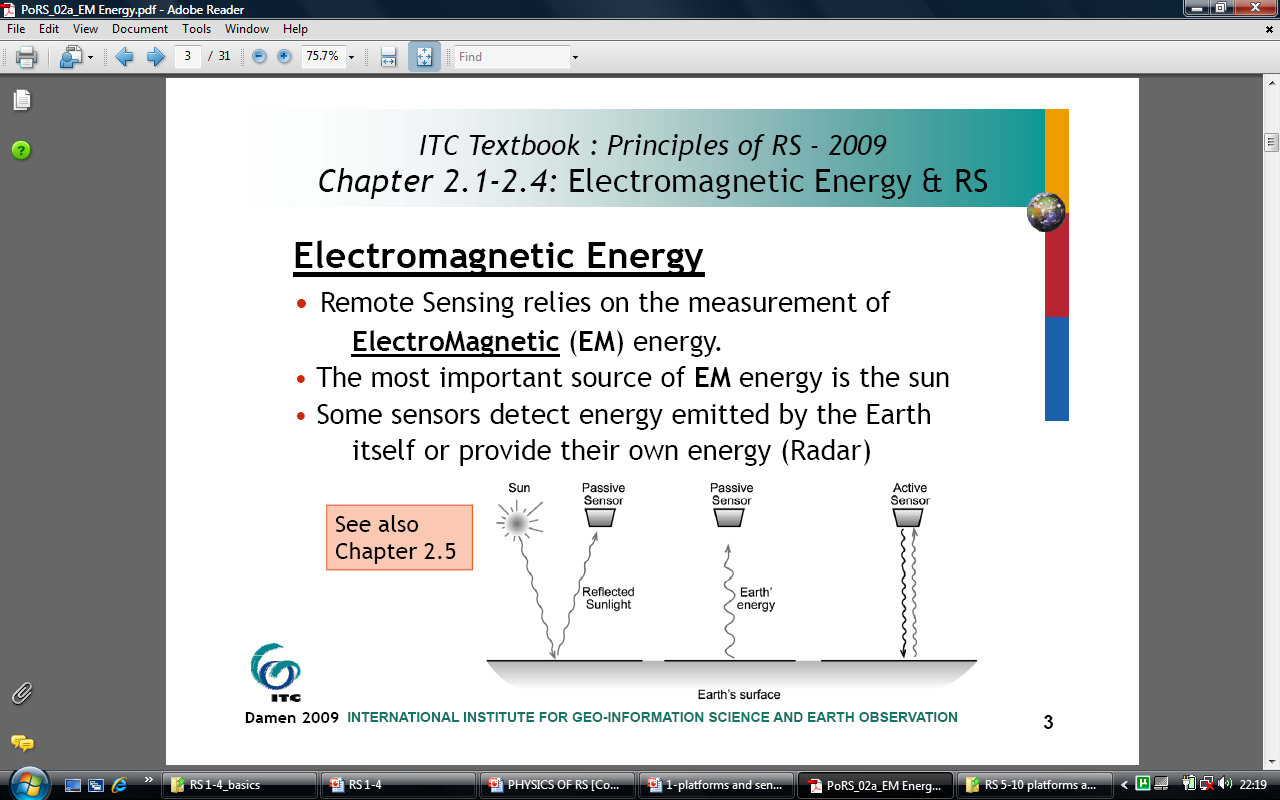 PoRS_02a_EM Energy.pdf - Adobe Reader
File Edit View Document Tools Window Help
3 / 31 75.7% Find
ITC Textbook : Principles of RS - 2009
Chapter 2.1-2.4: Electromagnetic Energy & RS
Electromagnetic Energy
• Remote Sensing relies on the measurement of
ElectroMagnetic (EM) energy.
• The most important source of EM energy is the sun
• Some sensors detect energy emitted by the Earth
itself or provide their own energy (Radar)
See also
Chapter 2.5
Sun
Passive
Sensor
Reflected
Sunlight
Passive
Sensor
Earth'
energy
Active
Sensor
Earth's surface
ITC
Damen 2009 INTERNATIONAL INSTITUTE FOR GEO-INFORMATION SCIENCE AND EARTH OBSERVATION 3
RS 1-4_basics RS 1-4 PHYSICS OF RS [Co... 1-platforms and sen... PoRS_02a_EM Energ... RS 5-10 platforms a... 22:19